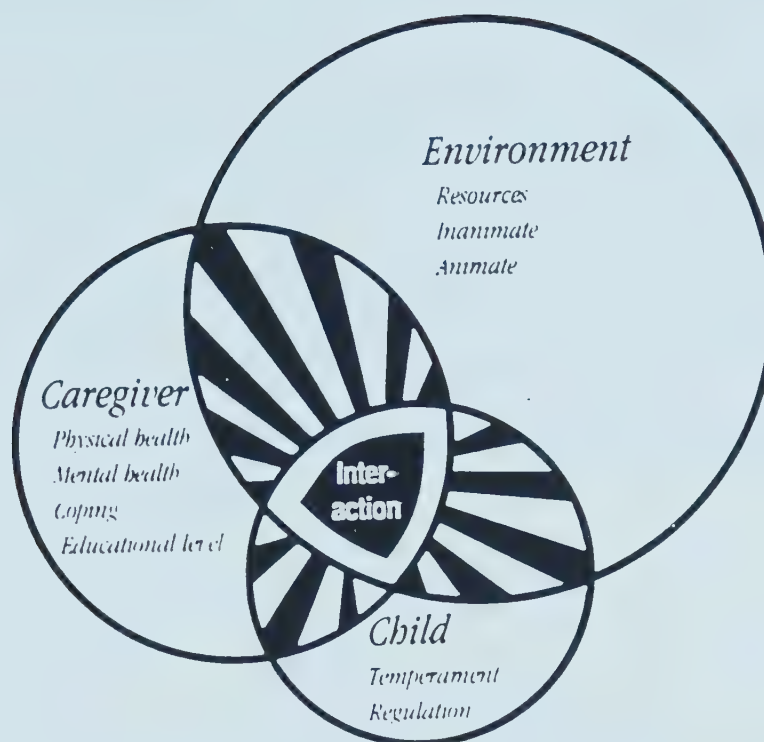 Environment
Resources
Inanimate
Animate
Caregiver
Physical health
Mental health
Coping
Educational level
Inter-
action
Child
Temperament
Regulation